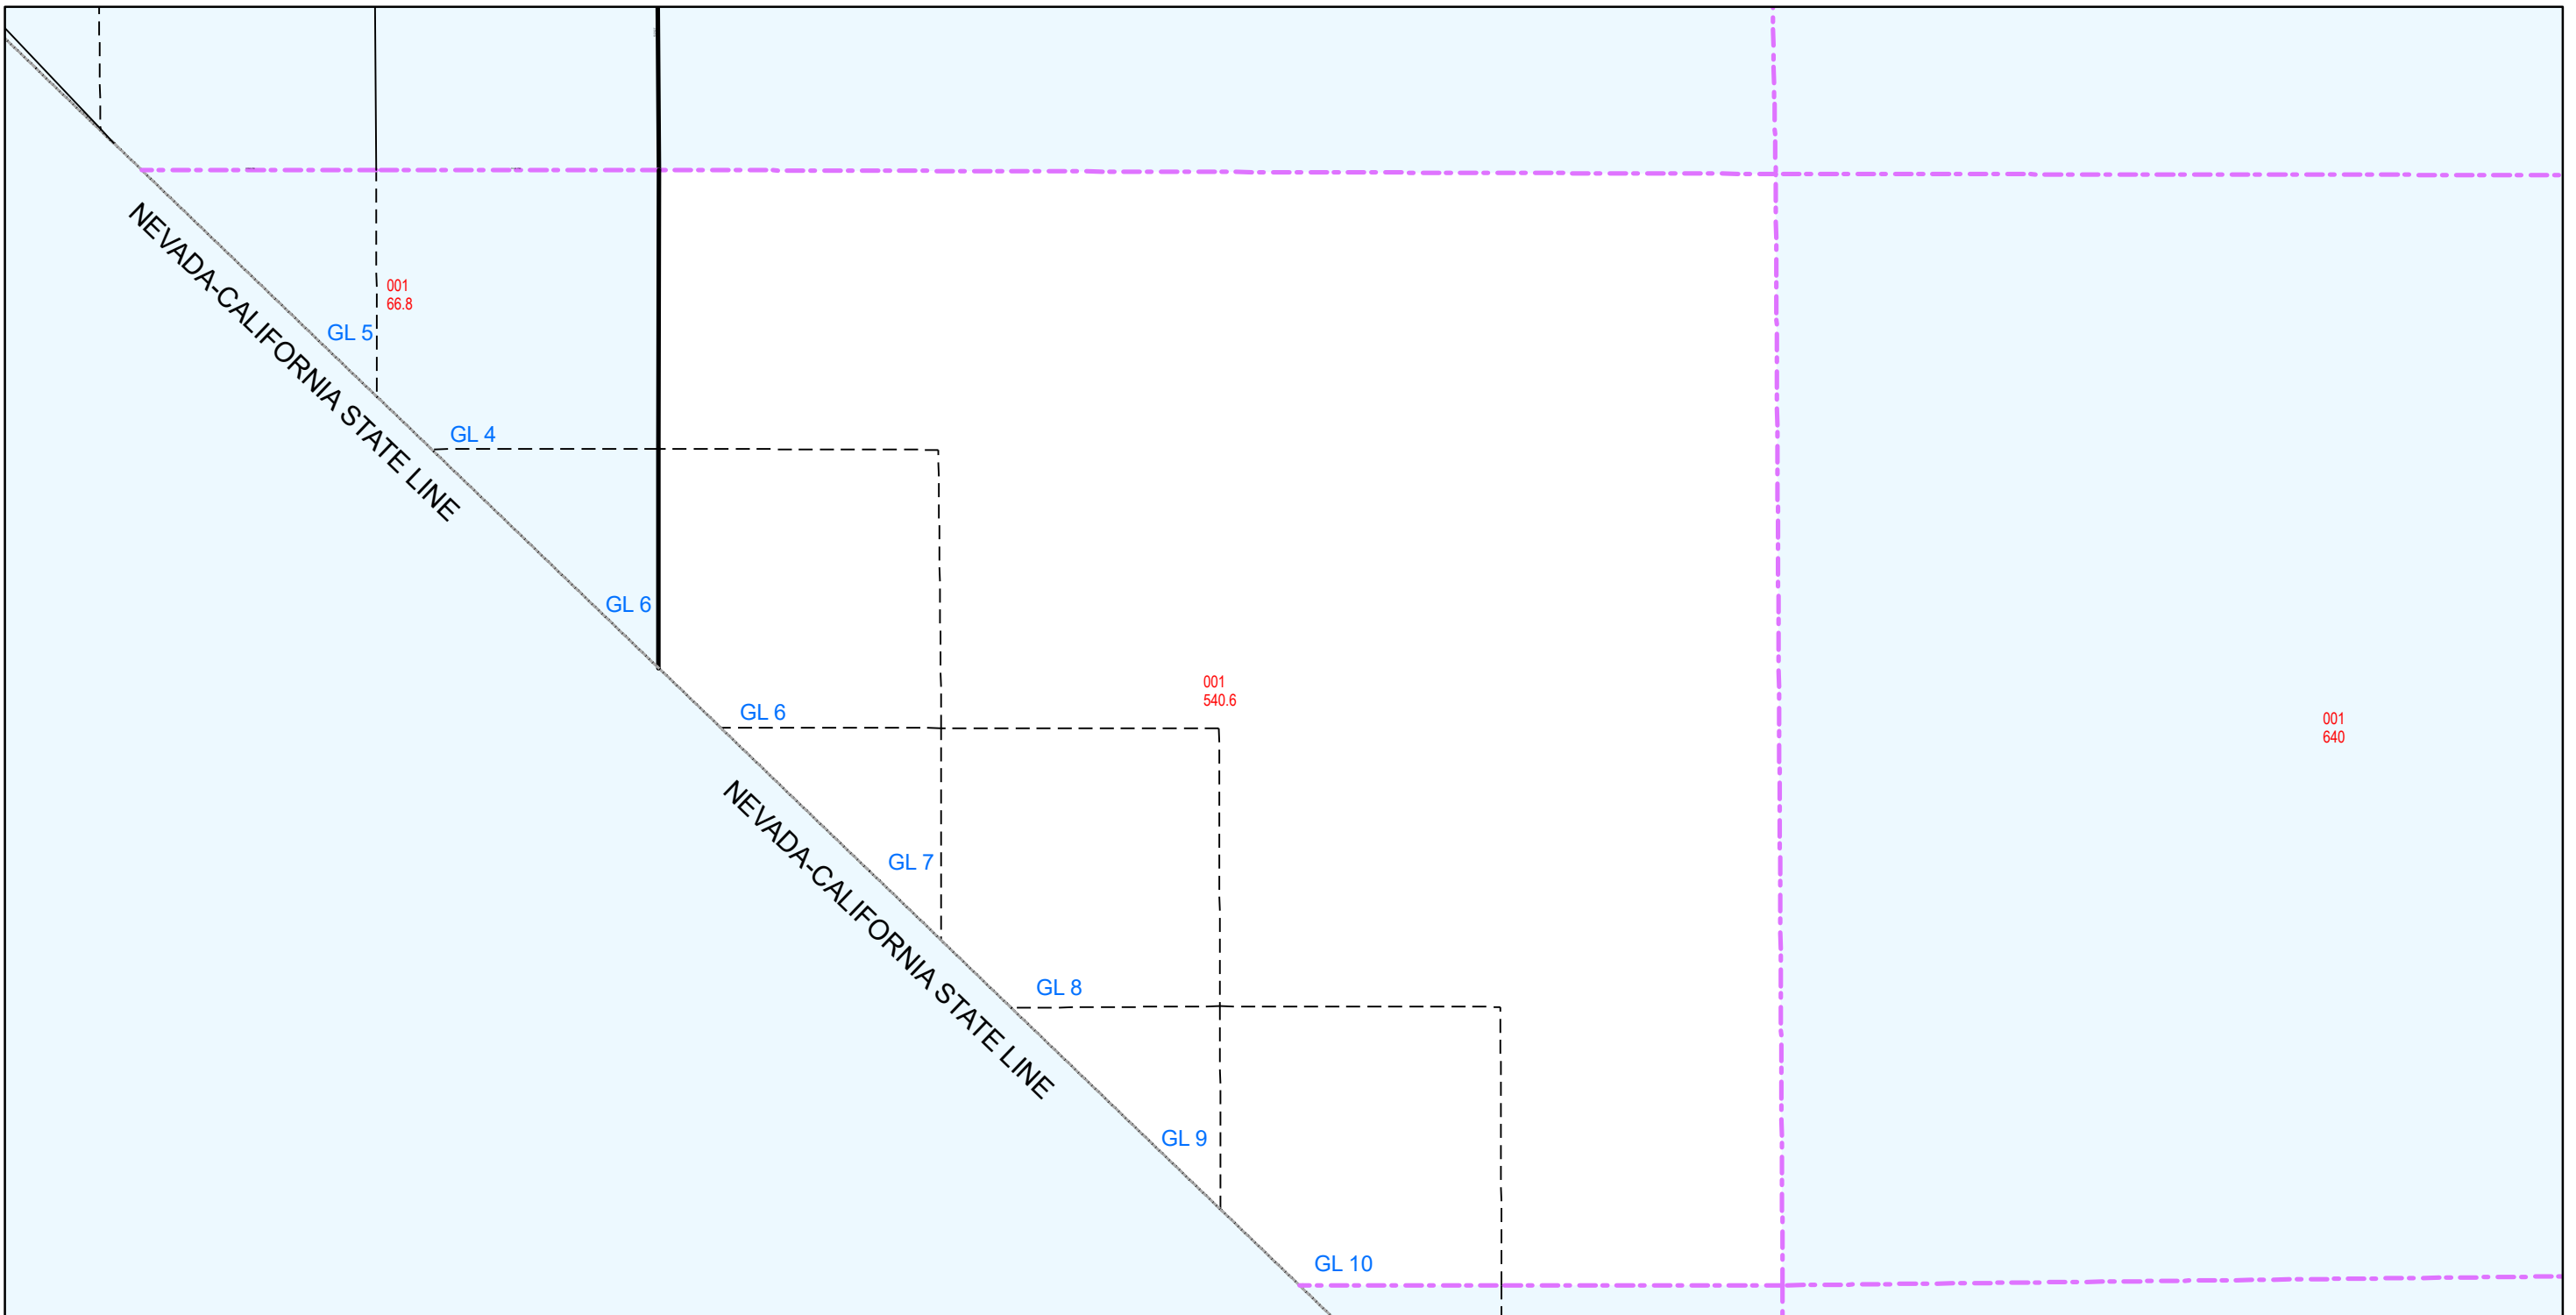 NEVADA-CALIFORNIA STATE LINE
001
66.8
GL 5
GL 4
GL 6
001
540.6
GL 6
001
640
NEVADA-CALIFORNIA STATE LINE
GL 7
GL 8
GL 9
GL 10